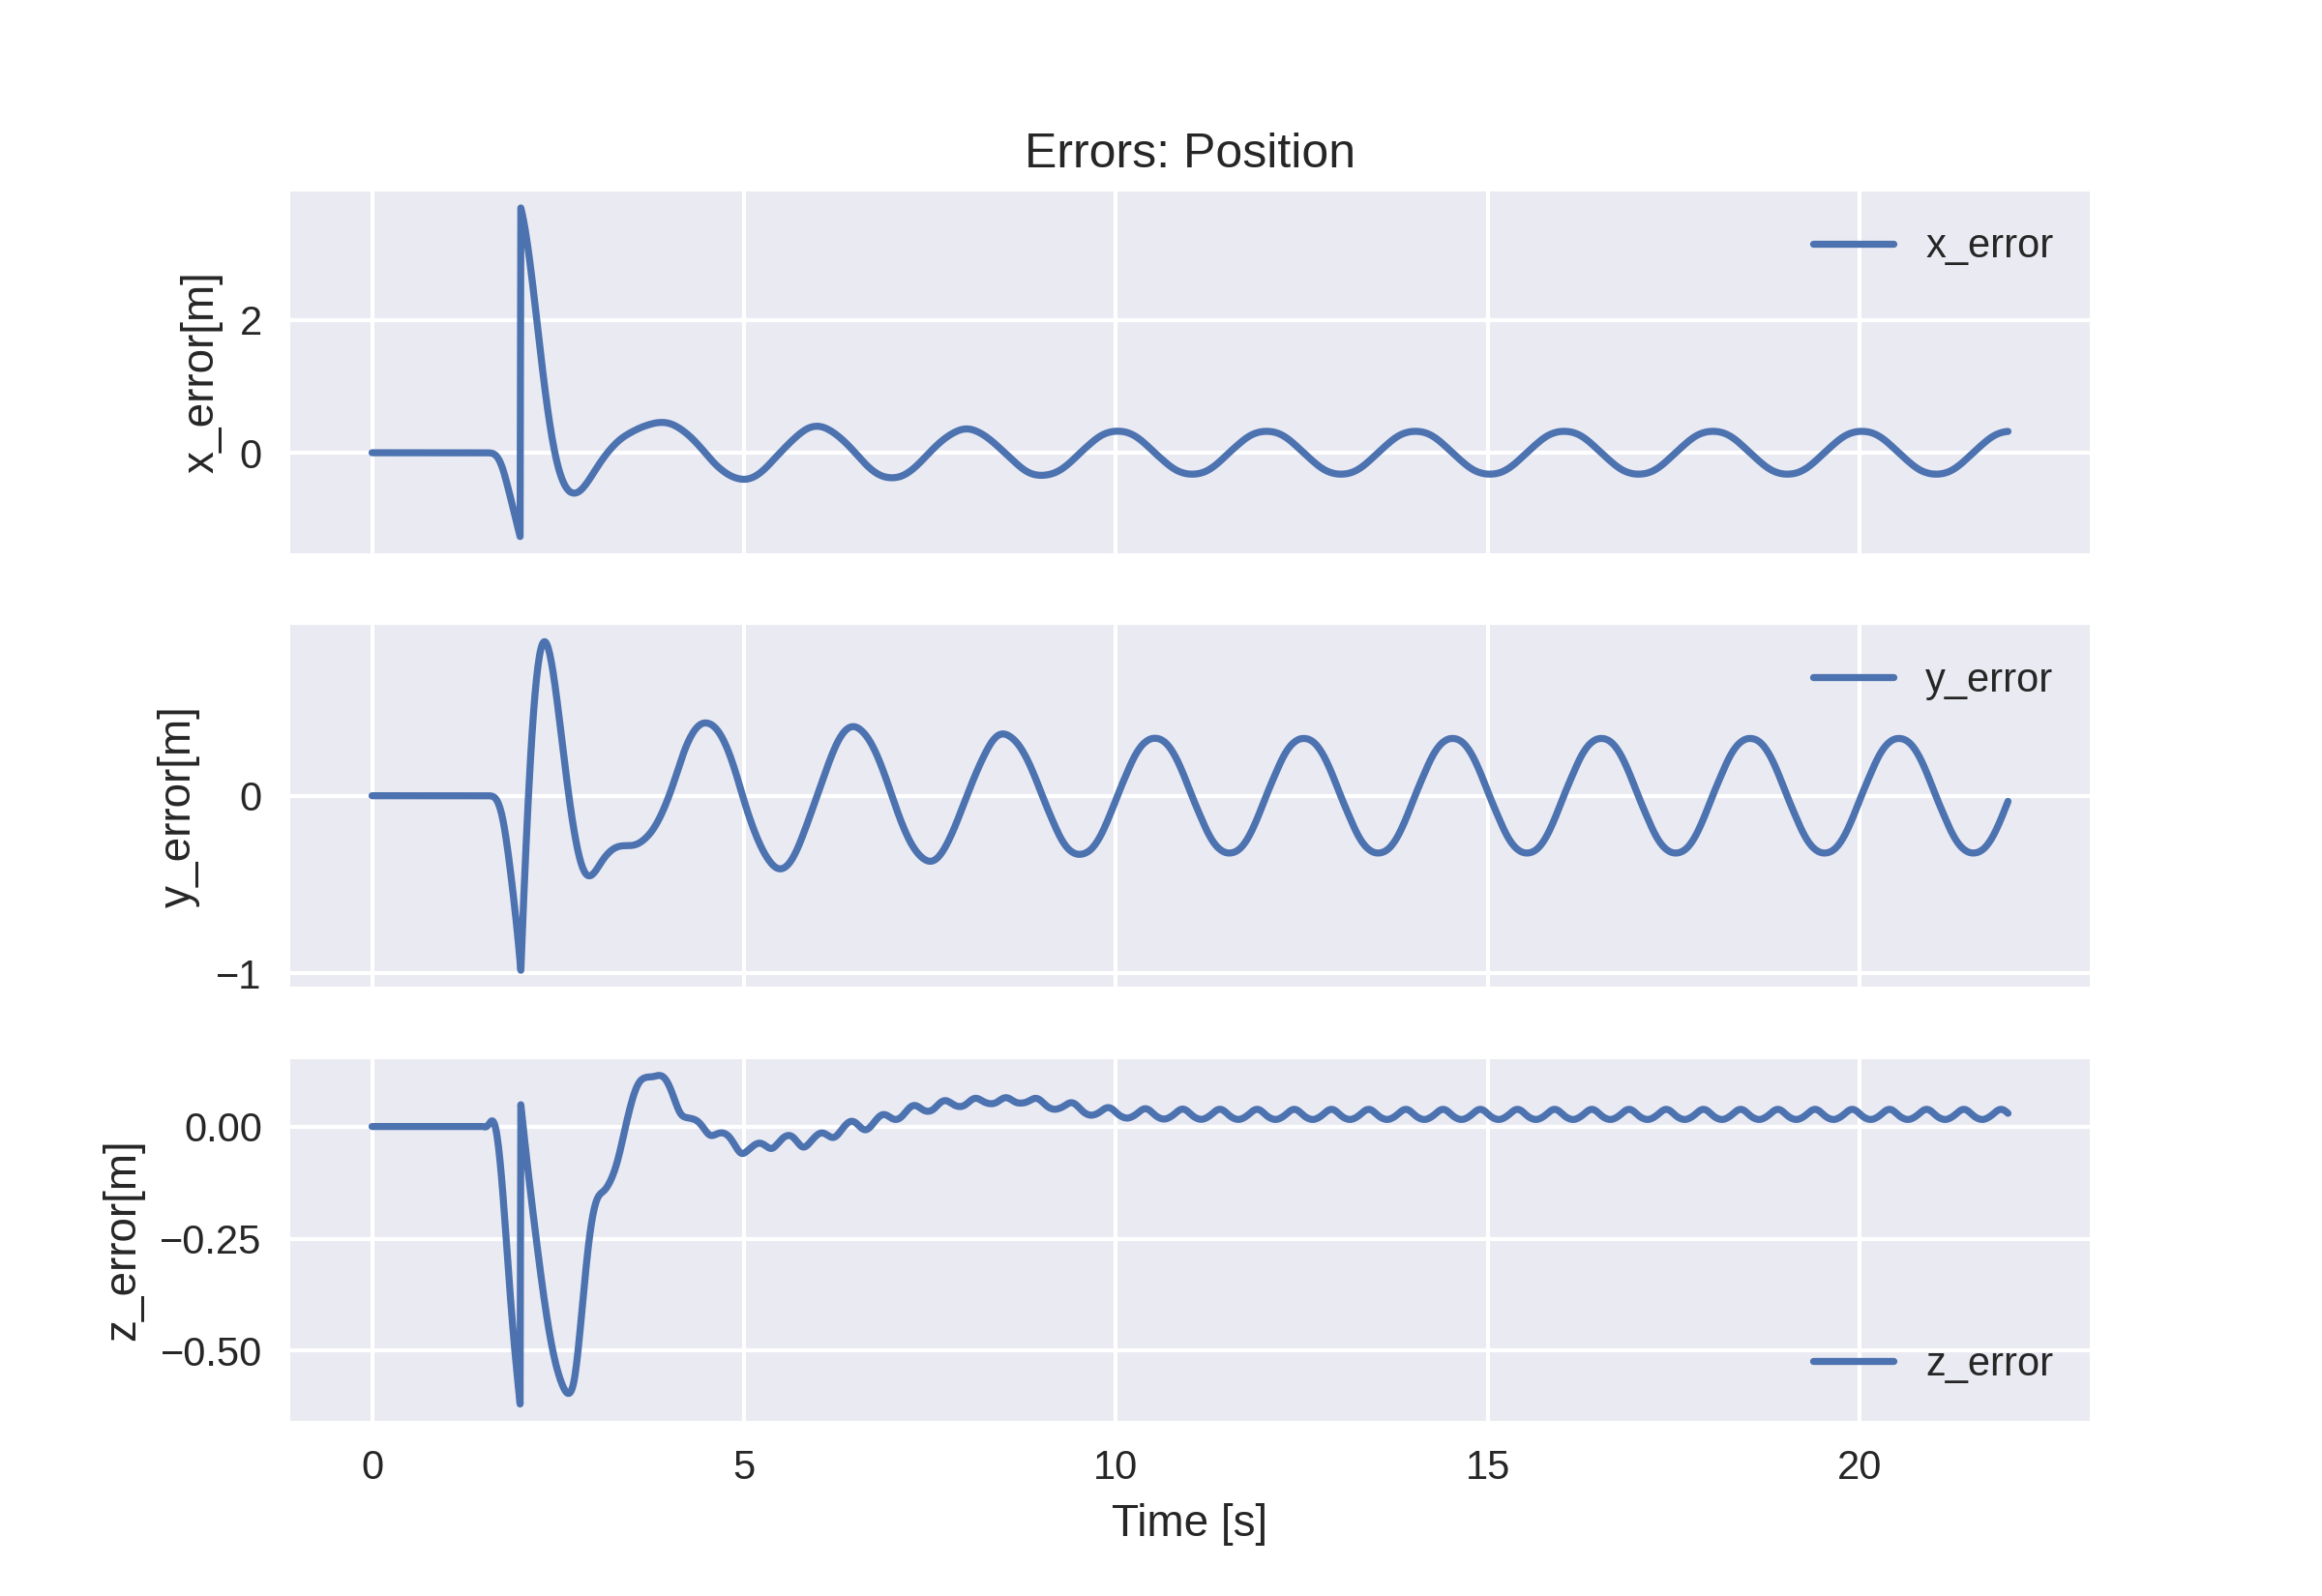 Errors: Position
x_error[m]
2
0
x_error
y_error[m]
0
−1
y_error
z_error[m]
0.00
−0.25
−0.50
z_error
0 5 10 15 20
Time [s]